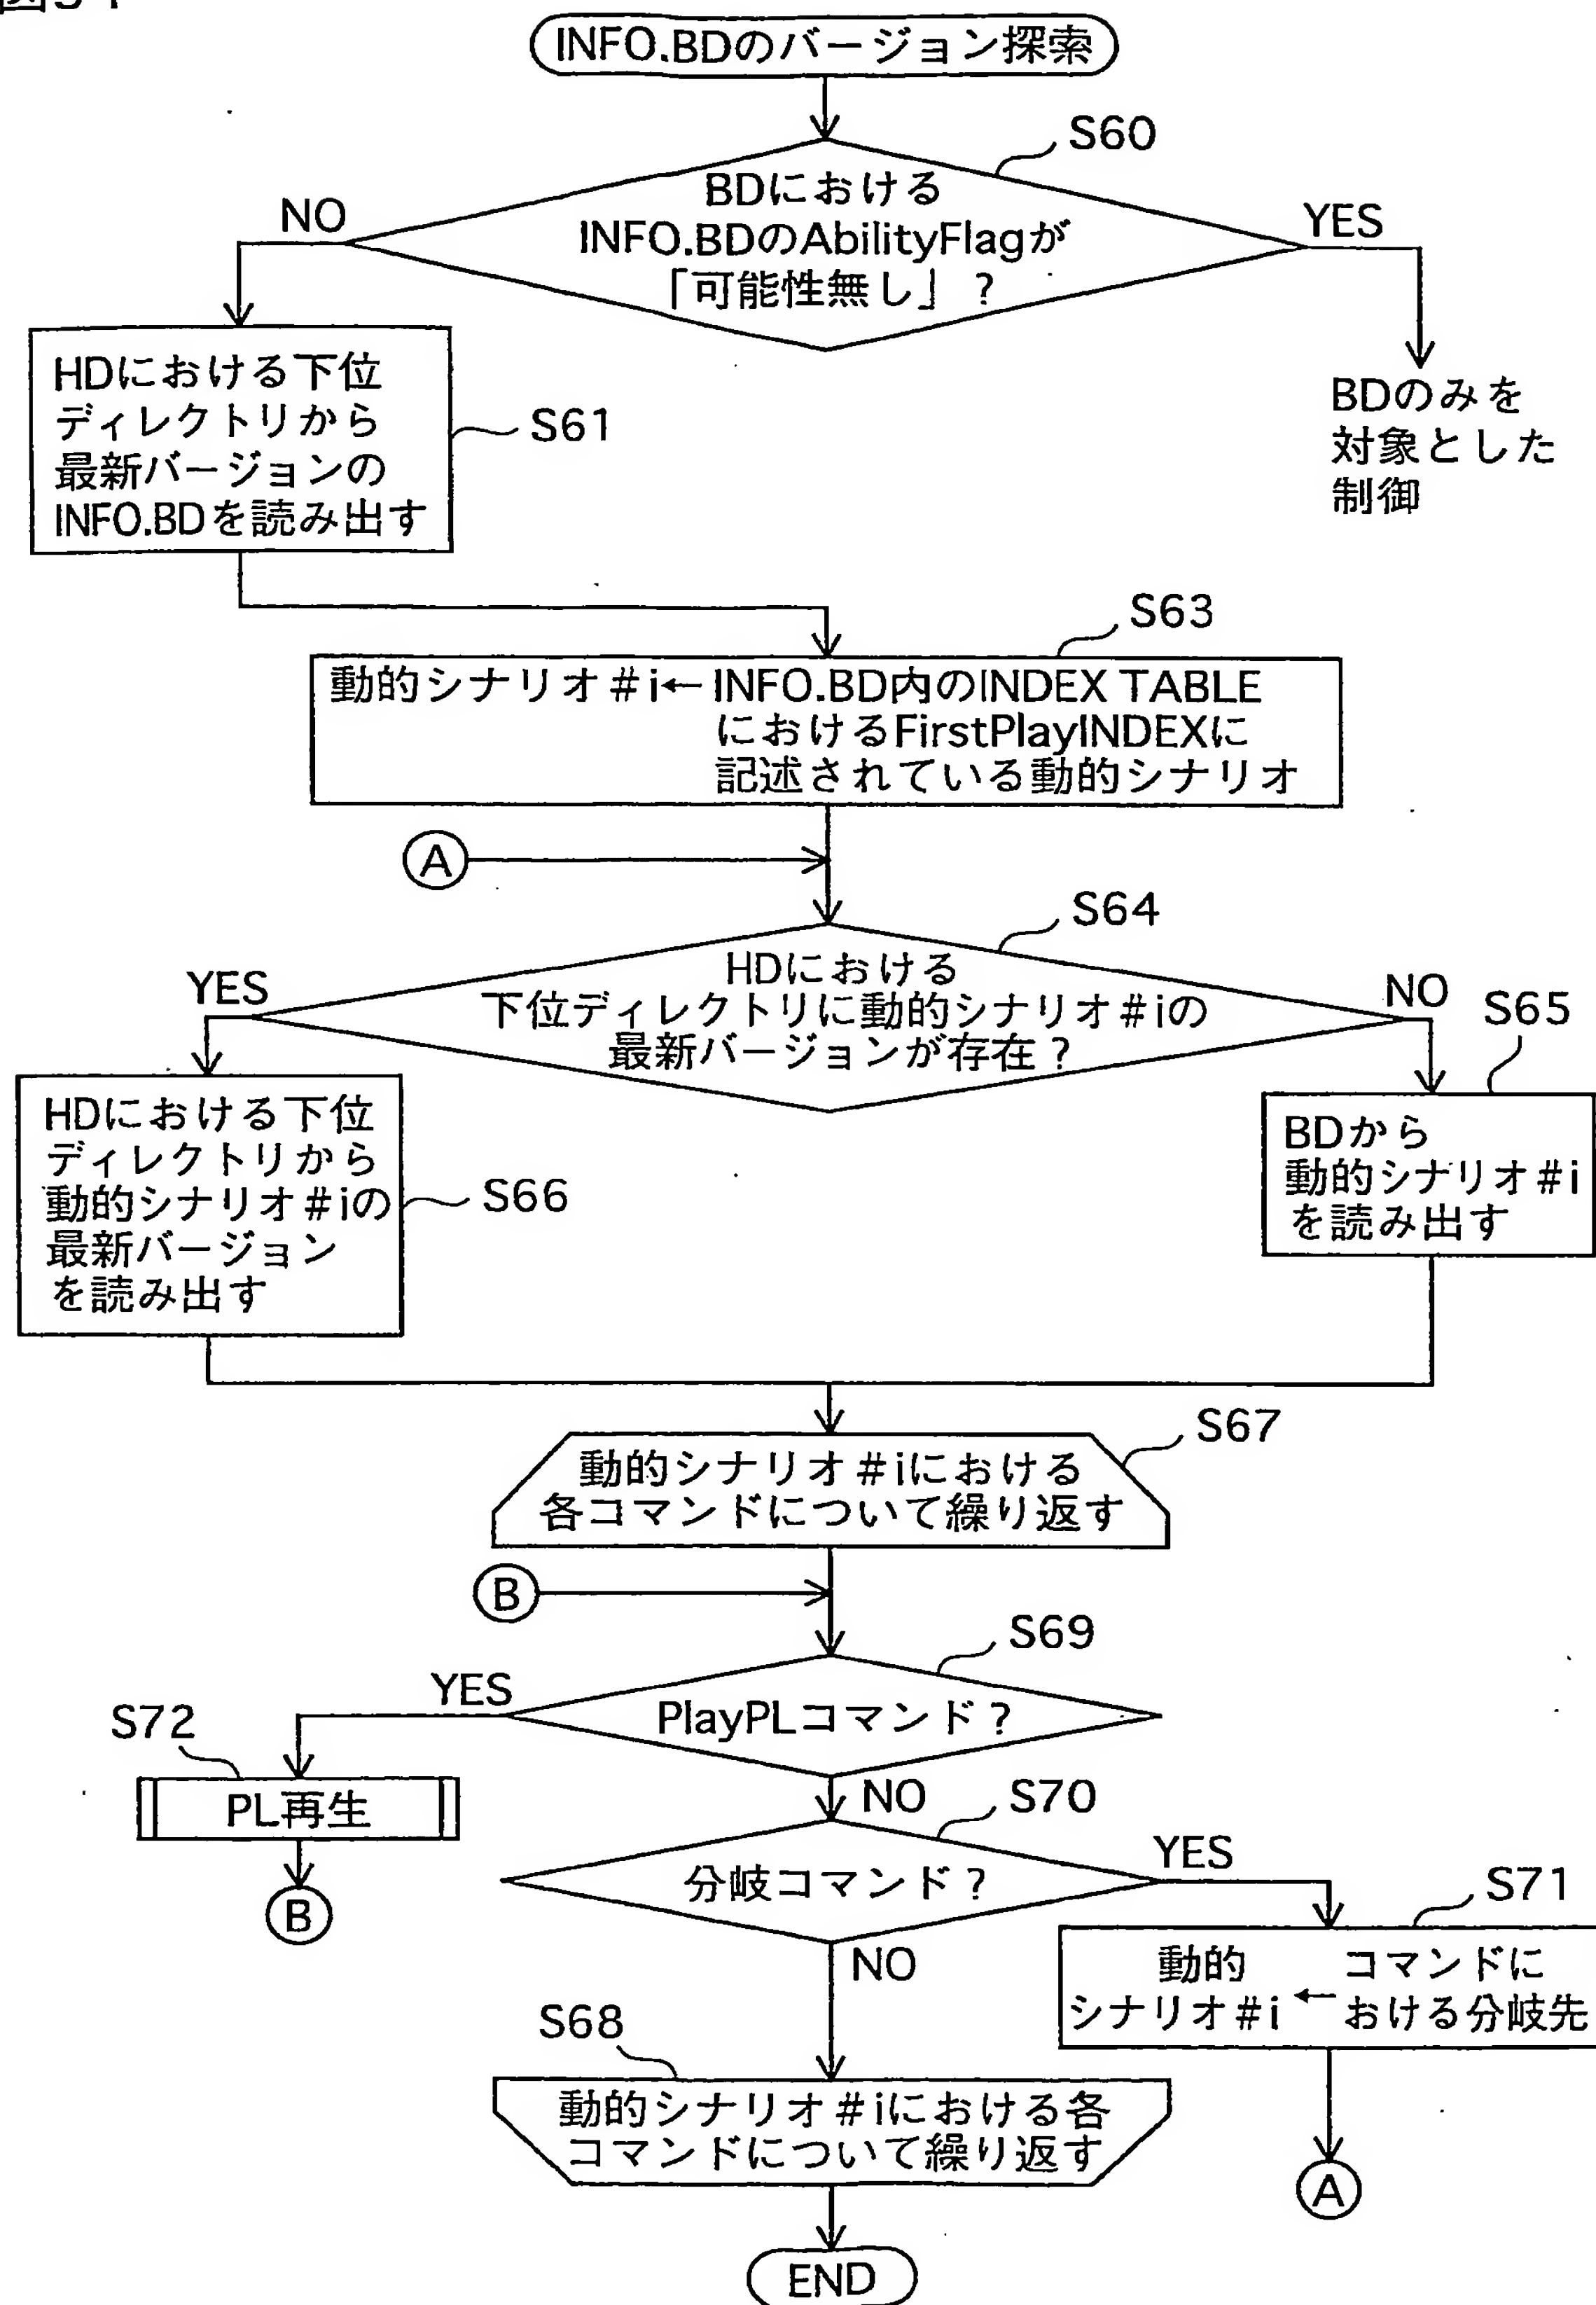 INFO.BDのバージョン探索
S60
BDにおける
INFO.BDのAbilityFlagが
「可能性無し」?
NO
YES
HDにおける下位
ディレクトリから
最新バージョンの
INFO.BDを読み出す
S61
BDのみを
対象とした
制御
S63
動的シナリオ#i←INFO.BD内のINDEX TABLE
におけるFirstPlayINDEXに
記述されている動的シナリオ
A
S64
HDにおける
下位ディレクトリに動的シナリオ#iの
最新バージョンが存在?
YES
NO
S65
HDにおける下位
ディレクトリから
動的シナリオ#iの
最新バージョン
を読み出す
S66
BDから
動的シナリオ#i
を読み出す
S67
動的シナリオ#iにおける
各コマンドについて繰り返す
B
S69
PlayPLコマンド?
YES
S72
PL再生
B
NO
S70
分岐コマンド?
YES
S71
動的 コマンドに
シナリオ#i ← おける分岐先
NO
S68
動的シナリオ#iにおける各
コマンドについて繰り返す
A
END